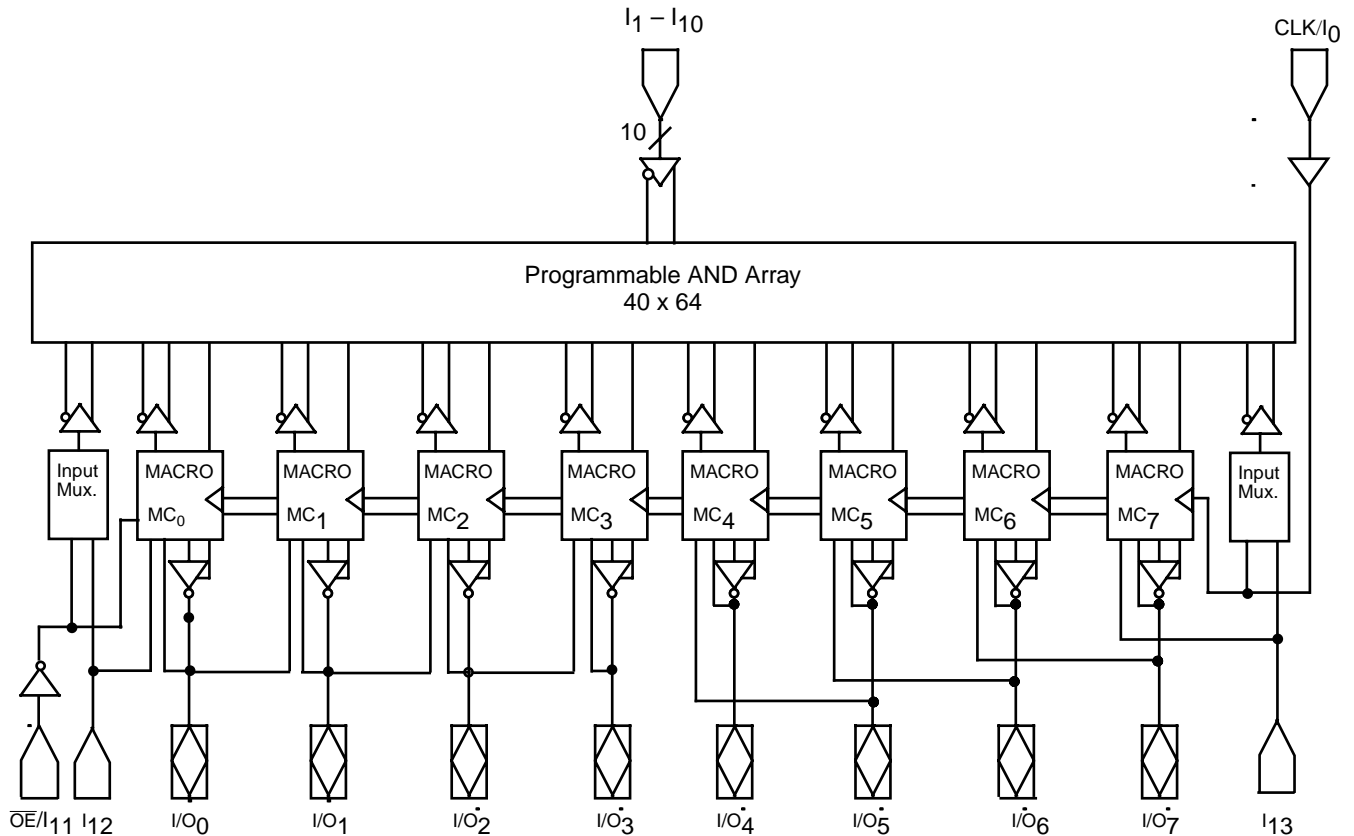 I1 – I10
CLK/I0
10
Programmable AND Array
40 x 64
Input
Mux.
MACRO
MC0
MACRO
MC1
MACRO
MC2
MACRO
MC3
MACRO
MC4
MACRO
MC5
MACRO
MC6
MACRO
MC7
Input
Mux.
O̅E̅/I11
I12
I/O0
I/O1
I/O2
I/O3
I/O4
I/O5
I/O6
I/O7
I13